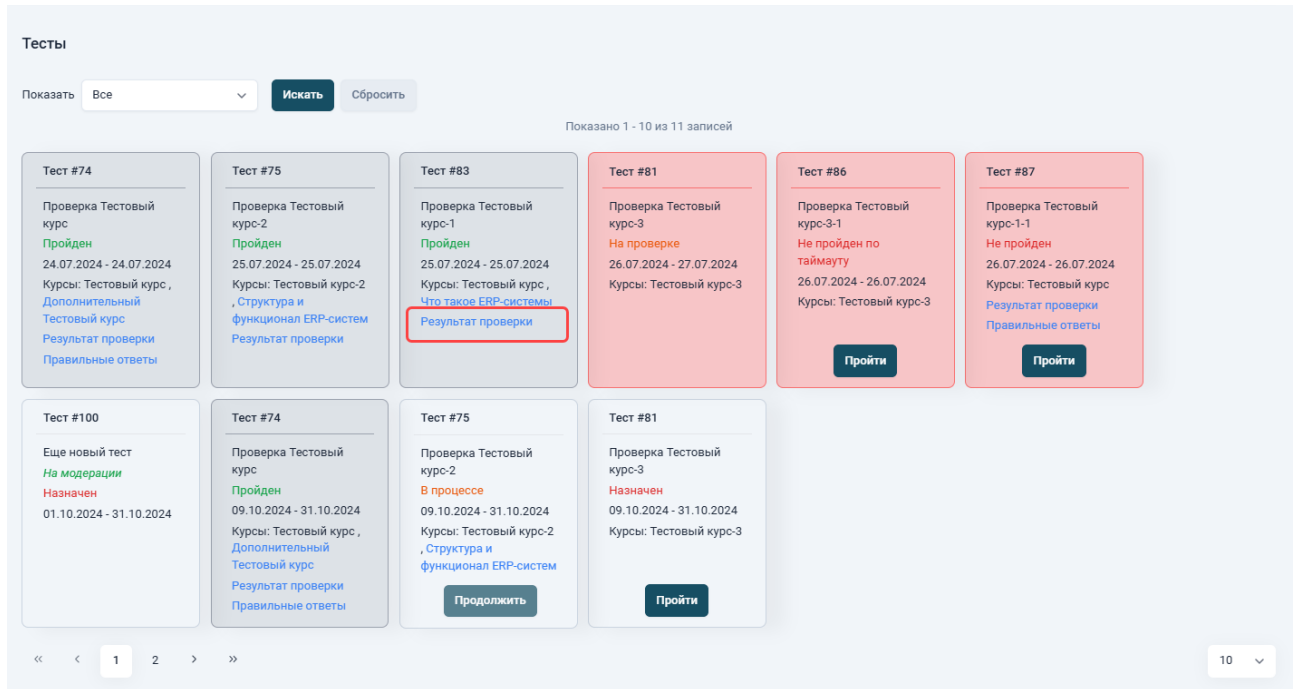 Тесты
Показать Все Искать Сбросить
Показано 1 - 10 из 11 записей
Тест #74
Проверка Тестовый
курс
Пройден
24.07.2024 - 24.07.2024
Курсы: Тестовый курс ,
Дополнительный
Тестовый курс
Результат проверки
Правильные ответы
Тест #75
Проверка Тестовый
курс-2
Пройден
25.07.2024 - 25.07.2024
Курсы: Тестовый курс-2
, Структура и
функционал ERP-систем
Результат проверки
Тест #83
Проверка Тестовый
курс-1
Пройден
25.07.2024 - 25.07.2024
Курсы: Тестовый курс ,
Что такое ERP-системы
Результат проверки
Тест #81
Проверка Тестовый
курс-3
На проверке
26.07.2024 - 27.07.2024
Курсы: Тестовый курс-3
Тест #86
Проверка Тестовый
курс-3-1
Не пройден по
таймауту
26.07.2024 - 26.07.2024
Курсы: Тестовый курс-3
Пройти
Тест #87
Проверка Тестовый
курс-1-1
Не пройден
26.07.2024 - 26.07.2024
Курсы: Тестовый курс
Результат проверки
Правильные ответы
Пройти
Тест #100
Еще новый тест
На модерации
Назначен
01.10.2024 - 31.10.2024
Тест #74
Проверка Тестовый
курс
Пройден
09.10.2024 - 31.10.2024
Курсы: Тестовый курс ,
Дополнительный
Тестовый курс
Результат проверки
Правильные ответы
Тест #75
Проверка Тестовый
курс-2
В процессе
09.10.2024 - 31.10.2024
Курсы: Тестовый курс-2
, Структура и
функционал ERP-систем
Продолжить
Тест #81
Проверка Тестовый
курс-3
Назначен
09.10.2024 - 31.10.2024
Курсы: Тестовый курс-3
Пройти
« ‹ 1 2 › » 10